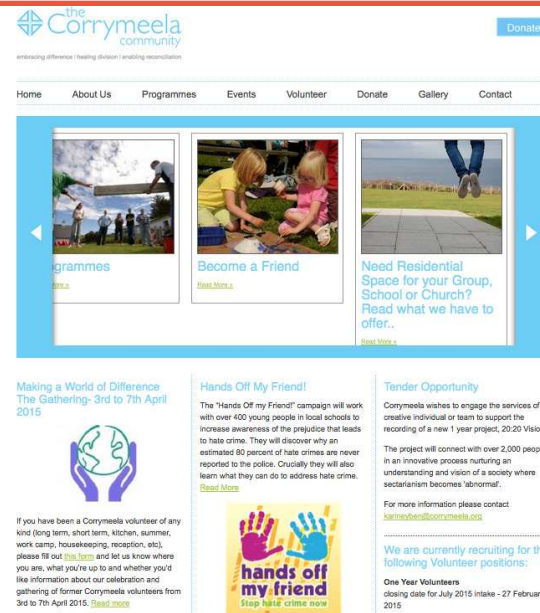 the
Corrymeela
community
embracing difference | healing division | enabling reconciliation
Donate
Home About Us Programmes Events Volunteer Donate Gallery Contact
grammes
More »
Become a Friend
Read More »
Need Residential
Space for your Group,
School or Church?
Read what we have to
offer..
Read More »
Making a World of Difference
The Gathering- 3rd to 7th April
2015
If you have been a Corrymeela volunteer of any
kind (long term, short term, kitchen, summer,
work camp, housekeeping, reception, etc),
please fill out this form and let us know where
you are, what you're up to and whether you'd
like information about our celebration and
gathering of former Corrymeela volunteers from
3rd to 7th April 2015. Read more
Hands Off My Friend!
The "Hands Off my Friend!" campaign will work
with over 400 young people in local schools to
increase awareness of the prejudice that leads
to hate crime. They will discover why an
estimated 80 percent of hate crimes are never
reported to the police. Crucially they will also
learn what they can do to address hate crime.
Read More
hands off
my friend
Stop hate crime now
Tender Opportunity
Corrymeela wishes to engage the services of
creative individual or team to support the
recording of a new 1 year project, 20:20 Visio
The project will connect with over 2,000 peop
in an innovative process nurturing an
understanding and vision of a society where
sectarianism becomes 'abnormal'.
For more information please contact
karineyben@corrymeela.org
We are currently recruiting for th
following Volunteer positions:
One Year Volunteers
closing date for July 2015 intake - 27 Februar
2015